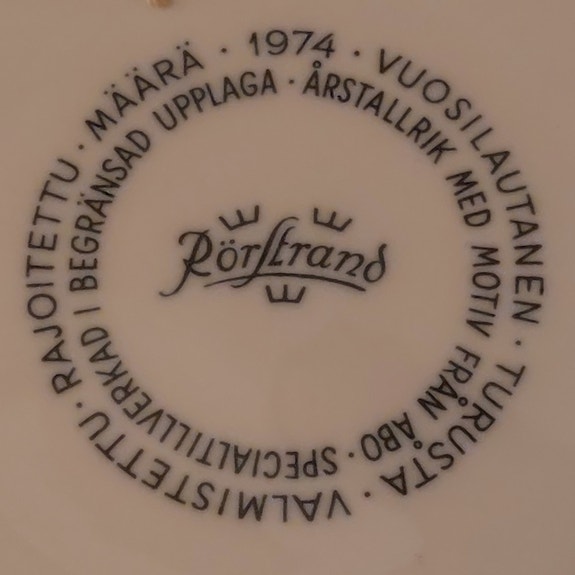 1974 · VUOSILAUTANEN · TURUSTA · VALMISTETTU · RAJOITETTU · MÄÄRÄ ·
ÅRSTALLRIK MED MOTIV FRÅN ÅBO · SPECIALTILLVERKAD I BEGRÄNSAD UPPLAGA ·
Rörstrand